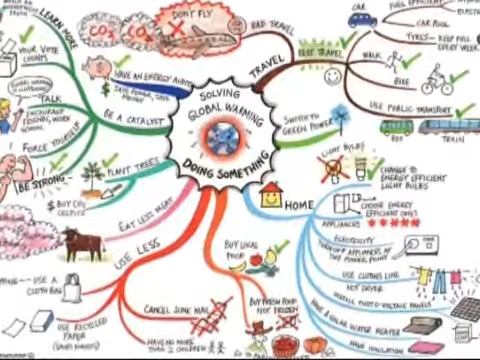 LEARN MORE
YOUR VOTE
COUNTS
TALK
ENCOURAGE
FRIENDS, WORK
SCHOOL
FORCE YOURSELF
BE STRONG
BE A CATALYST
HAVE AN ENERGY AUDIT
SAVE POWER, SAVE
MONEY
$
PLANT TREES
$ BUY CO2
EAT LESS MEAT
USE LESS
USE A
CLOTH BAG
USE RECYCLED
PAPER
CANCEL JUNK MAIL
HAVE NO MORE
THAN 2 CHILDREN
CO2
CO2
DON'T FLY
BAD TRAVEL
TRAVEL
BEST TRAVEL
CAR
FUEL EFFICIENT
CAR POOL
TYRES - KEEP FULL
EVERY WEEK
WALK
BIKE
USE PUBLIC TRANSPORT
BUS
TRAIN
SOLVING
GLOBAL WARMING
DOING SOMETHING
SWITCH TO
GREEN POWER
LIGHT BULBS
CHANGE TO
ENERGY EFFICIENT
LIGHT BULBS
HOME
CHOOSE ENERGY
EFFICIENT ONES
APPLIANCES
ELECTRICITY
TURN OFF APPLIANCES AT
THE POWER POINT
USE CLOTHES LINE
NOT DRYER
INSTALL PHOTO-VOLTAIC PANELS
HAVE A SOLAR WATER HEATER
HAVE INSULATION
BUY LOCAL
FOOD
BUY FRESH FOOD
NOT FROZEN